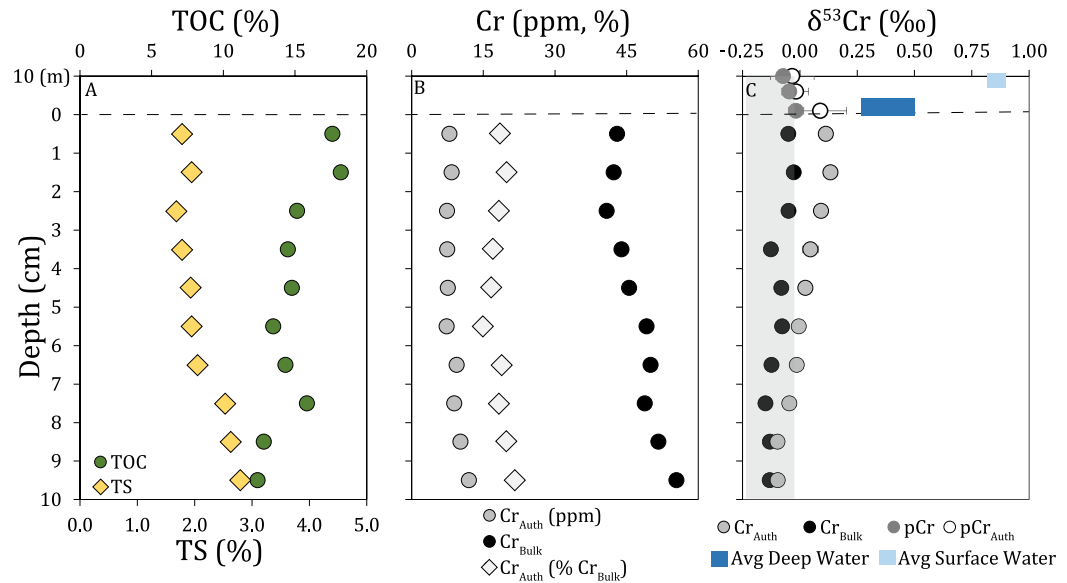 TOC (%)
Cr (ppm, %)
δ⁵³Cr (‰)
0 5 10 15 20
0 15 30 45 60
-0.25 0.00 0.25 0.50 0.75 1.00
10 (m)
0
1
2
3
4
5
6
7
8
9
10
Depth (cm)
A
B
C
TOC
TS
0.0 1.0 2.0 3.0 4.0 5.0
TS (%)
Cr_Auth (ppm)
Cr_Bulk
Cr_Auth (% Cr_Bulk)
Cr_Auth Cr_Bulk pCr pCr_Auth
Avg Deep Water Avg Surface Water